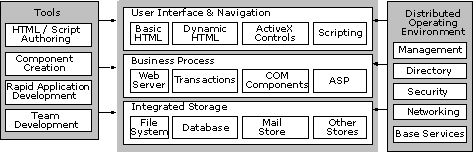 Tools
HTML / Script
Authoring
Component
Creation
Rapid Application
Development
Team
Development
User Interface & Navigation
Basic
HTML
Dynamic
HTML
ActiveX
Controls
Scripting
Business Process
Web
Server
Transactions
COM
Components
ASP
Integrated Storage
File
System
Database
Mail
Store
Other
Stores
Distributed
Operating
Environment
Management
Directory
Security
Networking
Base Services